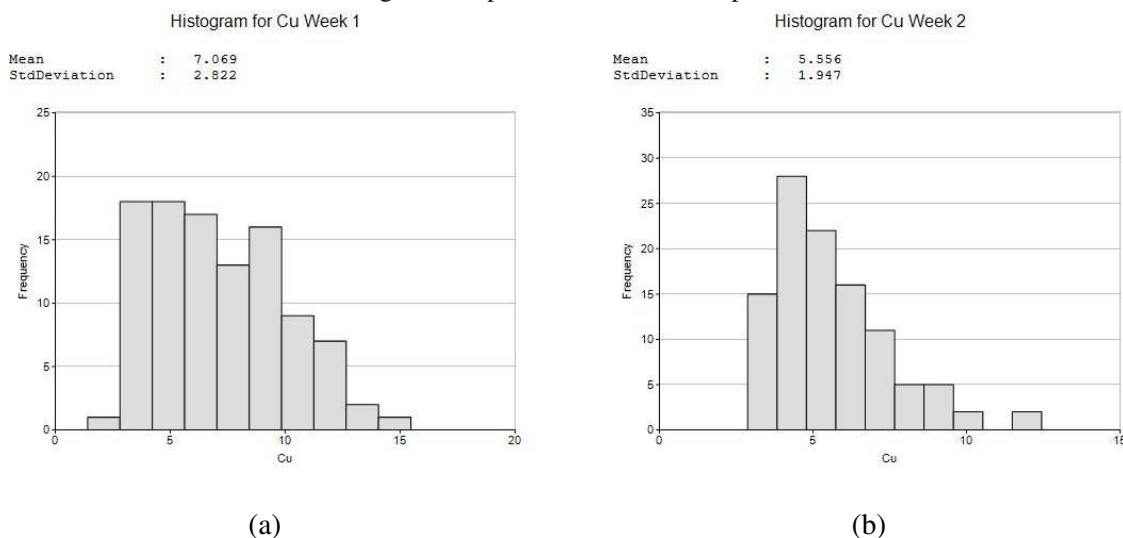 Histogram for Cu Week 1
Mean : 7.069
StdDeviation : 2.822
25
20
15
10
5
0
Frequency
0 5 10 15 20
Cu
(a)
Histogram for Cu Week 2
Mean : 5.556
StdDeviation : 1.947
35
30
25
20
15
10
5
0
Frequency
0 5 10 15
Cu
(b)